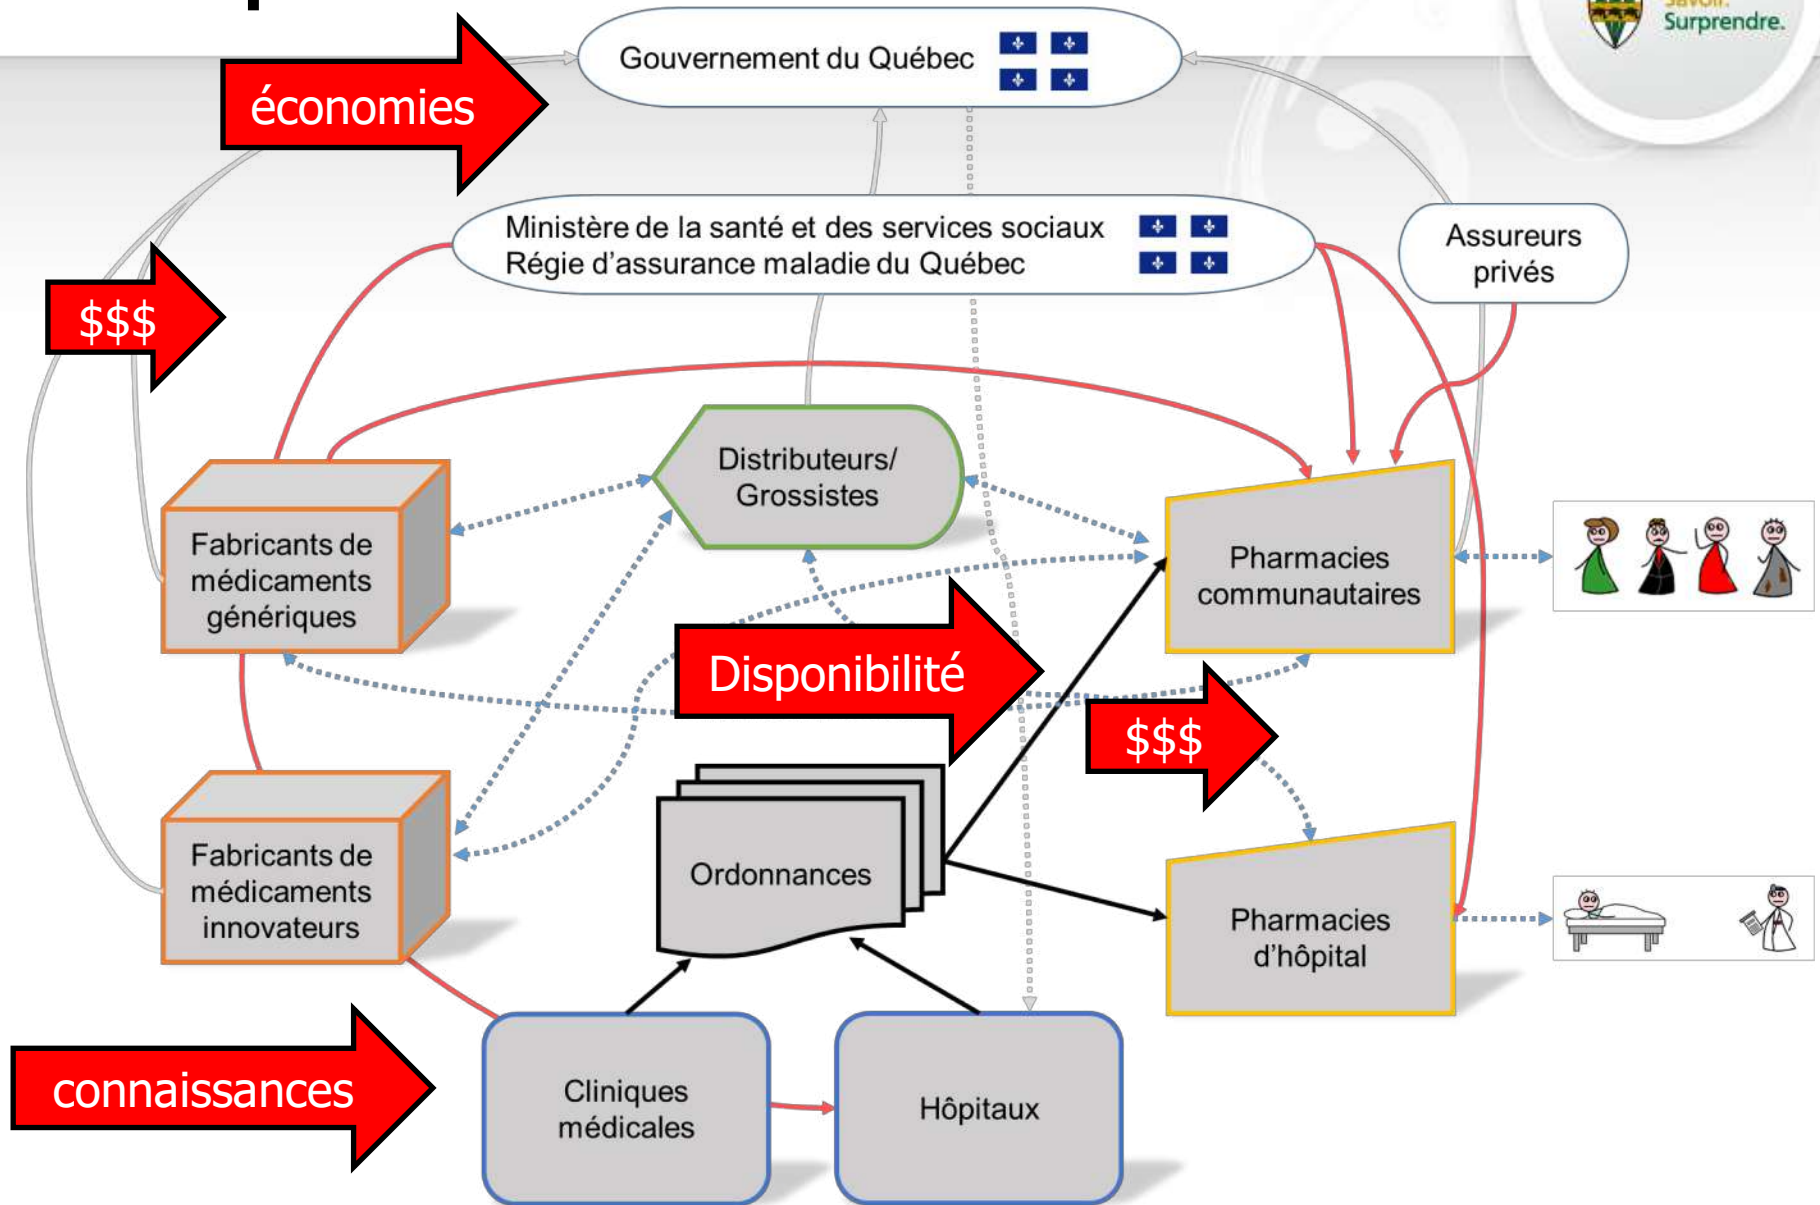 Savoir.
Surprendre.
Gouvernement du Québec
économies
Ministère de la santé et des services sociaux
Régie d'assurance maladie du Québec
Assureurs
privés
$$$
Distributeurs/
Grossistes
Fabricants de
médicaments
génériques
Pharmacies
communautaires
Disponibilité
$$$
Fabricants de
médicaments
innovateurs
Ordonnances
Pharmacies
d'hôpital
connaissances
Cliniques
médicales
Hôpitaux